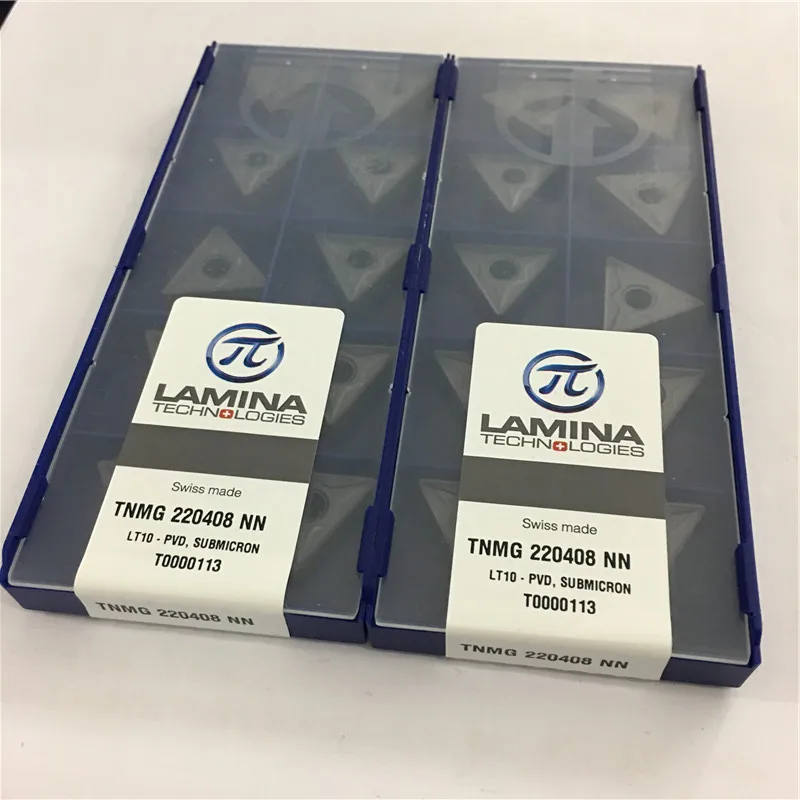 π
LAMINA
TECHNOLOGIES
Swiss made
TNMG 220408 NN
LT10 - PVD, SUBMICRON
T0000113
TNMG 220408 NN
π
LAMINA
TECHNOLOGIES
Swiss made
TNMG 220408 NN
LT10 - PVD, SUBMICRON
T0000113
TNMG 220408 NN